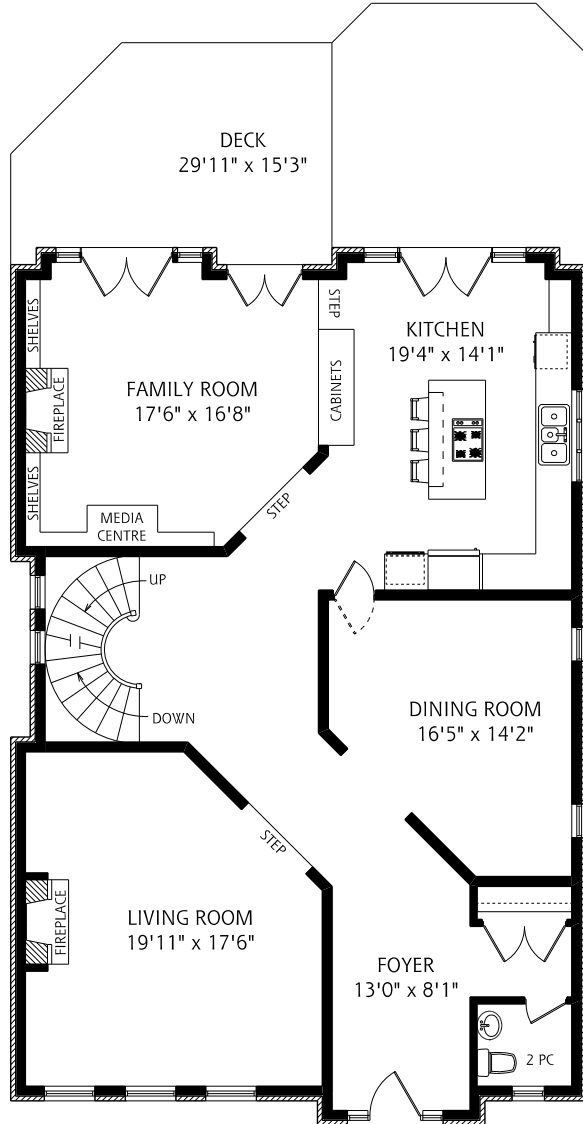 DECK
29'11" x 15'3"
SHELVES
STEP
KITCHEN
19'4" x 14'1"
FAMILY ROOM
17'6" x 16'8"
CABINETS
FIREPLACE
SHELVES
STEP
MEDIA
CENTRE
UP
DOWN
DINING ROOM
16'5" x 14'2"
STEP
FIREPLACE
LIVING ROOM
19'11" x 17'6"
FOYER
13'0" x 8'1"
2 PC